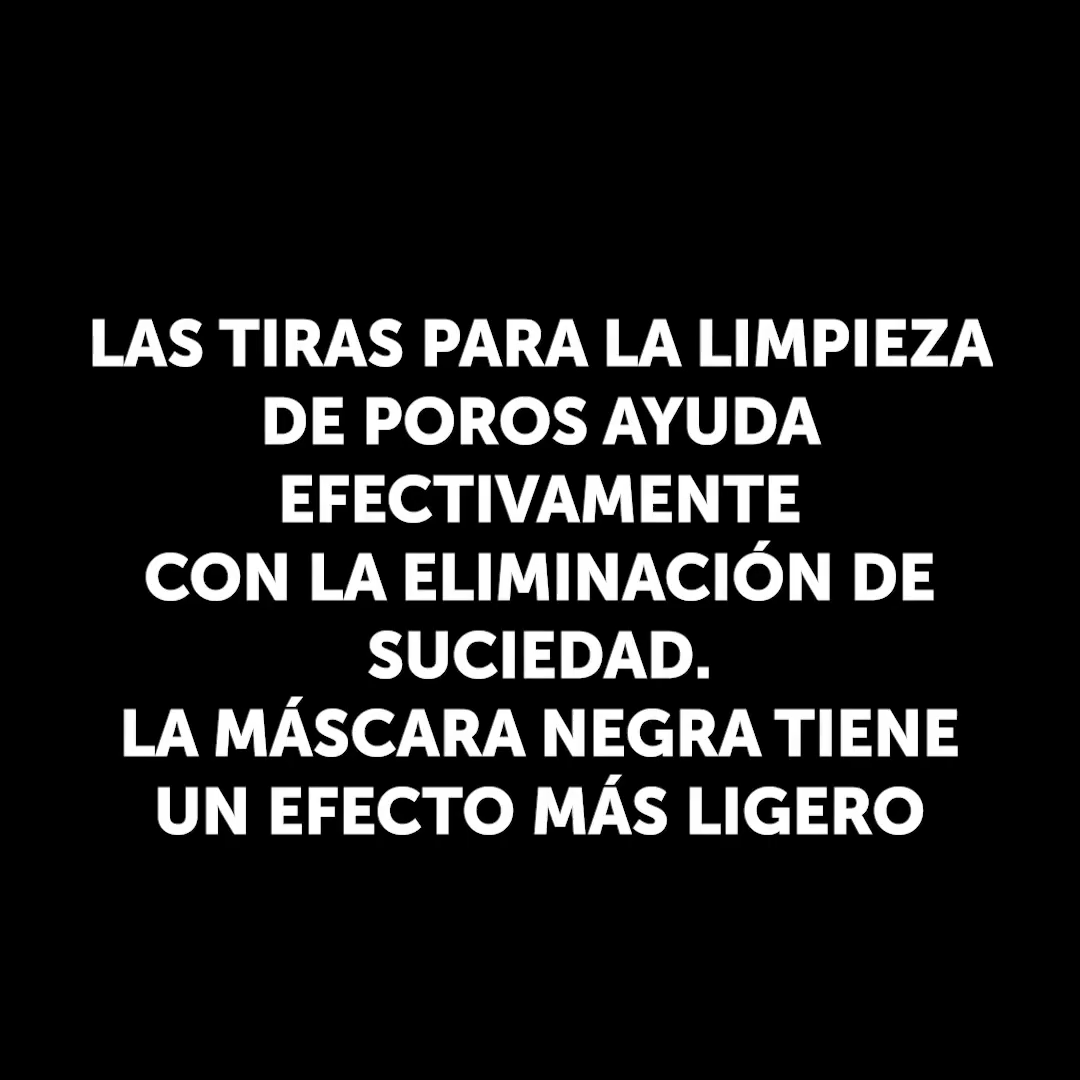 LAS TIRAS PARA LA LIMPIEZA
DE POROS AYUDA
EFECTIVAMENTE
CON LA ELIMINACIÓN DE
SUCIEDAD.
LA MÁSCARA NEGRA TIENE
UN EFECTO MÁS LIGERO